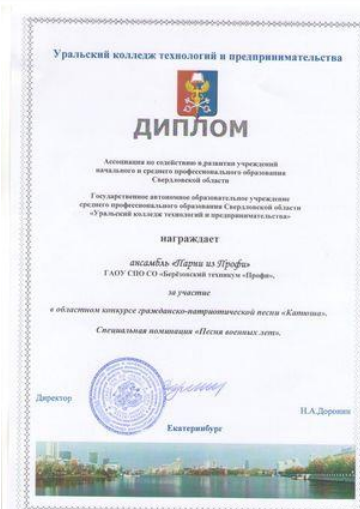 Уральский колледж технологий и предпринимательства
ДИПЛОМ
Ассоциация по содействию в развитии учреждений
начального и среднего профессионального образования
Свердловской области
Государственное автономное образовательное учреждение
среднего профессионального образования Свердловской области
«Уральский колледж технологий и предпринимательства»
награждает
ансамбль «Парни из Профи»
ГАОУ СПО СО «Берёзовский техникум «Профи»,
за участие
в областном конкурсе гражданско-патриотической песни «Катюша».
Специальная номинация «Песня военных лет».
Директор
Н.А.Доронин
Екатеринбург